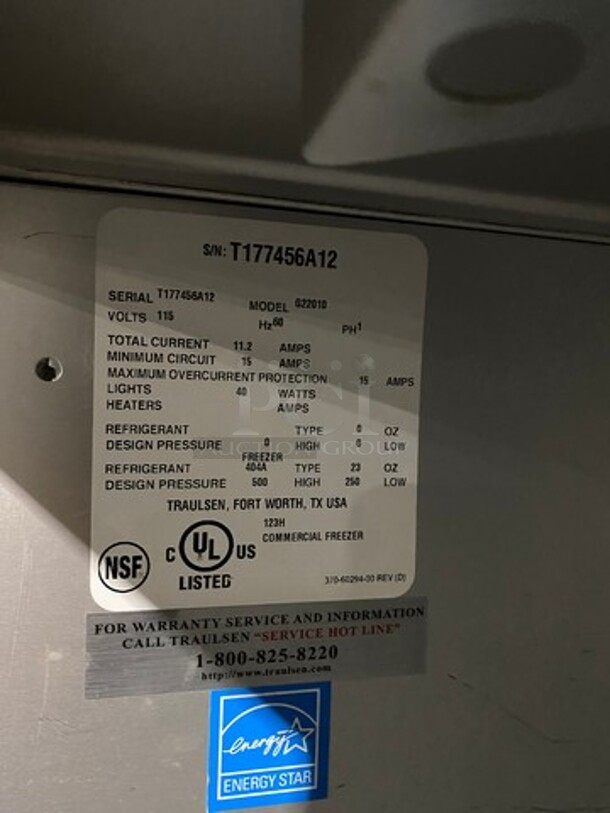 S/N: T177456A12
SERIAL T177456A12 MODEL G22010
VOLTS 115 Hz 60 PH 1
TOTAL CURRENT 11.2 AMPS
MINIMUM CIRCUIT 15 AMPS
MAXIMUM OVERCURRENT PROTECTION 15 AMPS
LIGHTS 40 WATTS
HEATERS AMPS
REFRIGERANT TYPE 0 OZ
DESIGN PRESSURE 0 HIGH 0 LOW
FREEZER
REFRIGERANT 404A TYPE 23 OZ
DESIGN PRESSURE 500 HIGH 250 LOW
TRAULSEN, FORT WORTH, TX USA
123H
COMMERCIAL FREEZER
NSF
C UL US
LISTED
370-60294-00 REV (D)
FOR WARRANTY SERVICE AND INFORMATION
CALL TRAULSEN "SERVICE HOT LINE"
1-800-825-8220
http://www.traulsen.com
energy
ENERGY STAR
PCI
AUCTION GROUP